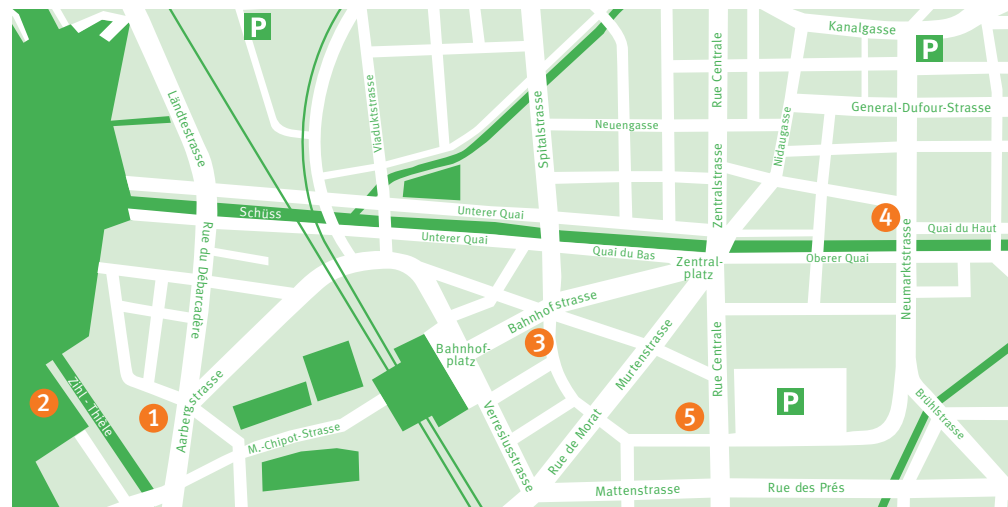 P
Kanalgasse
P
Rue Centrale
Ländtestrasse
Viaduktstrasse
General-Dufour-Strasse
Spitalstrasse
Neuengasse
Nidaugasse
Zentralstrasse
Schüss
Unterer Quai
4
Unterer Quai
Quai du Bas
Quai du Haut
Rue du Débarcadère
Zentral-
platz
Oberer Quai
Neumarktstrasse
Bahnhofstrasse
3
Bahnhof-
platz
Murtenstrasse
Rue Centrale
2
Zihl - Thièle
1
Aarbergstrasse
M.-Chipot-Strasse
Verresiusstrasse
Rue de Morat
5
P
Brühlstrasse
Mattenstrasse
Rue des Prés